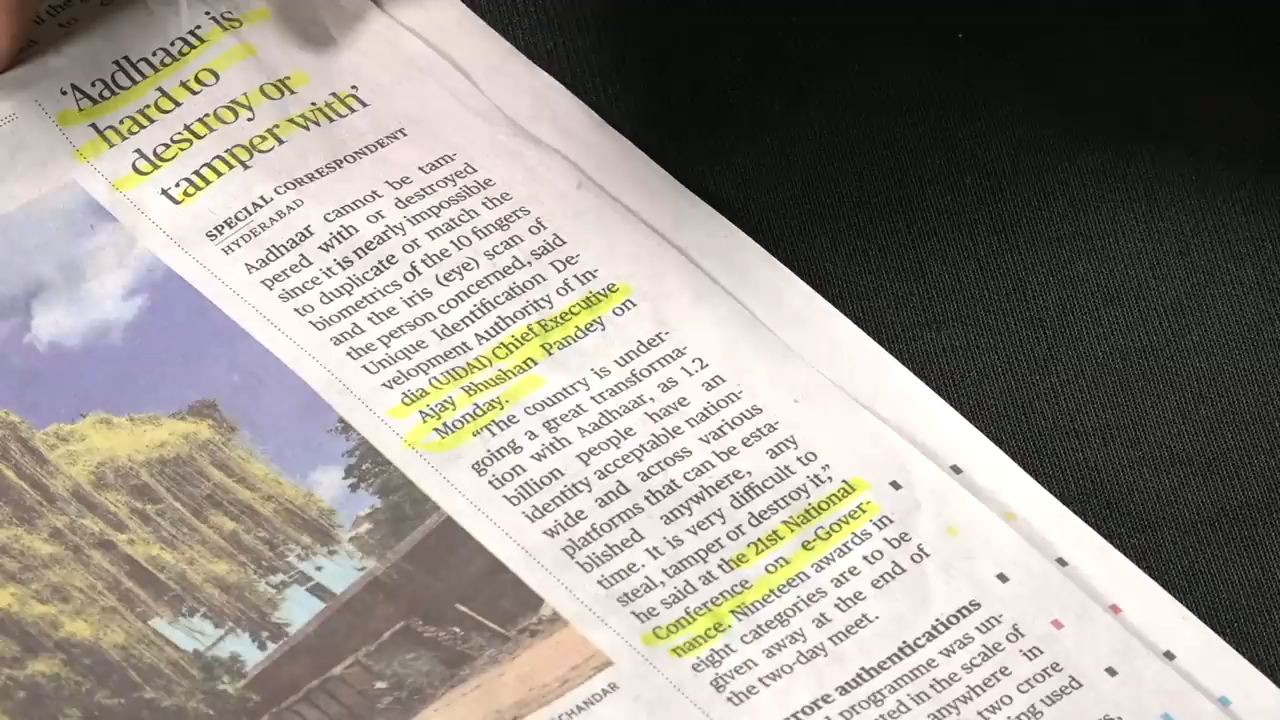 'Aadhaar is
hard to
destroy or
tamper with'
SPECIAL CORRESPONDENT
HYDERABAD
Aadhaar cannot be tam-
pered with or destroyed
since it is nearly impossible
to duplicate or match the
biometrics of the 10 fingers
and the iris (eye) scan of
the person concerned, said
Unique Identification De-
velopment Authority of In-
dia (UIDAI) Chief Executive
Ajay Bhushan Pandey on
Monday.
"The country is under-
going a great transforma-
tion with Aadhaar, as 1.2
billion people have an
identity acceptable nation-
wide and across various
platforms that can be esta-
blished anywhere, any
time. It is very difficult to
steal, tamper or destroy it,"
he said at the 21st National
Conference on e-Gover-
nance. Nineteen awards in
eight categories are to be
given away at the end of
the two-day meet.
authentications
programme was un-
in the scale of
anywhere in
two crore
used